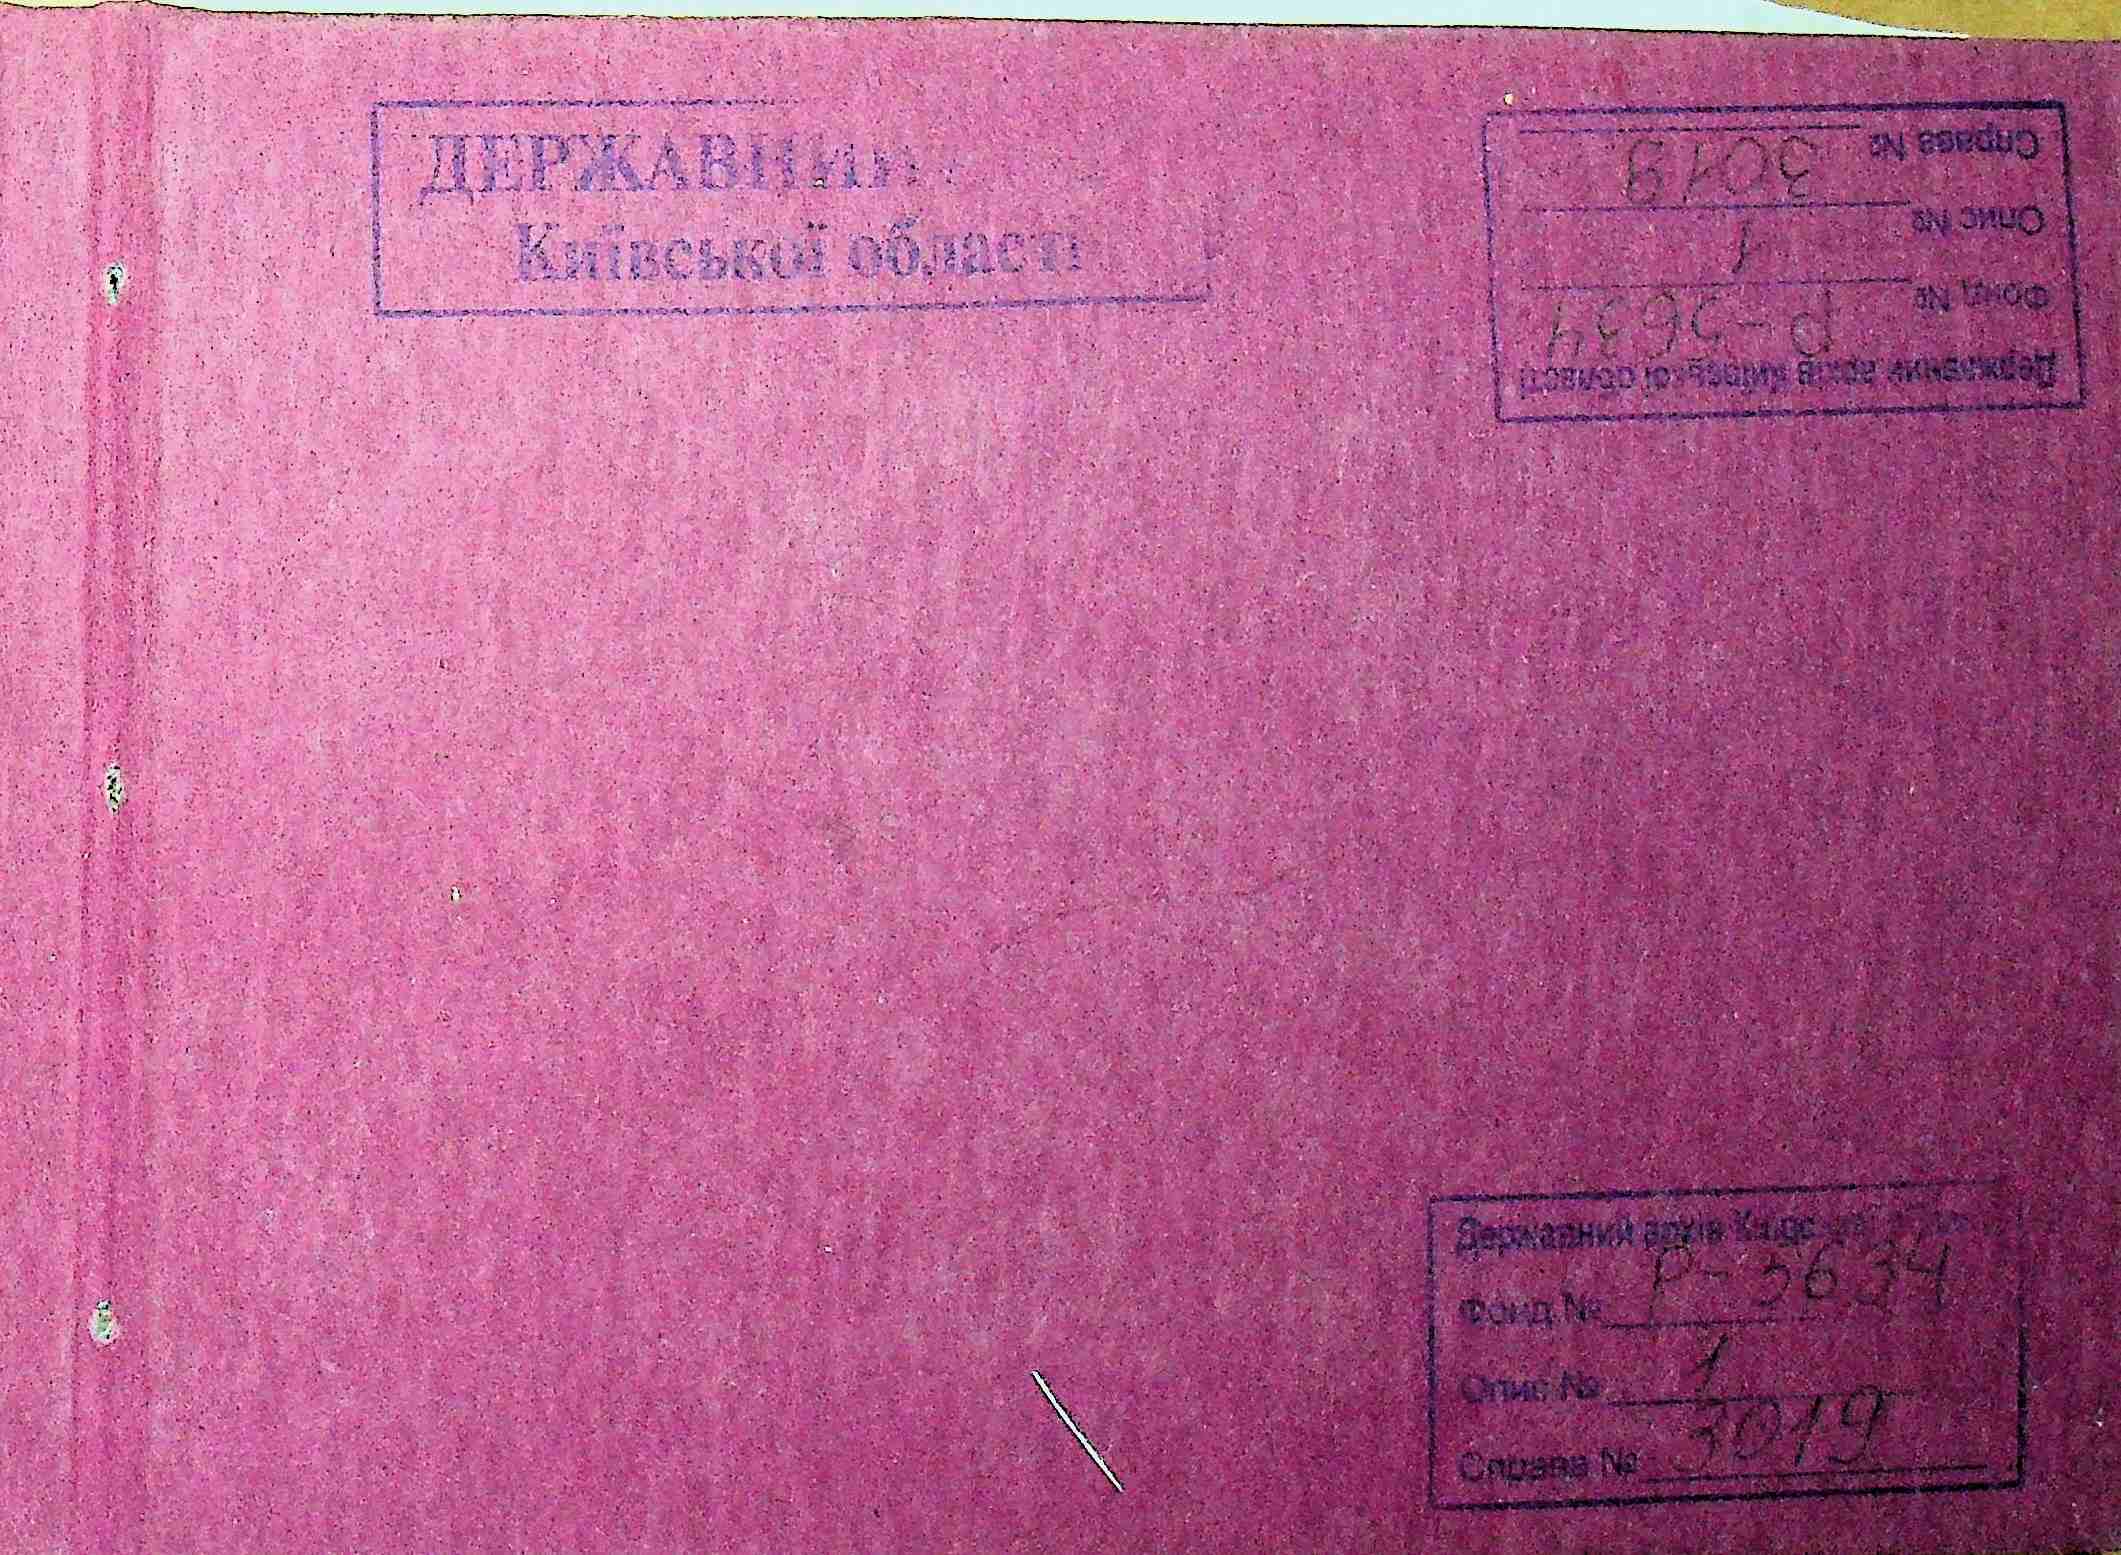 ДЕРЖАВНИЙ
Київської області
Державний архів Київської області
Фонд № Р-5634
Опис № 1
Справа № 3019
Державний архів
Фонд № Р-5634
Опис № 1
Справа № 3019